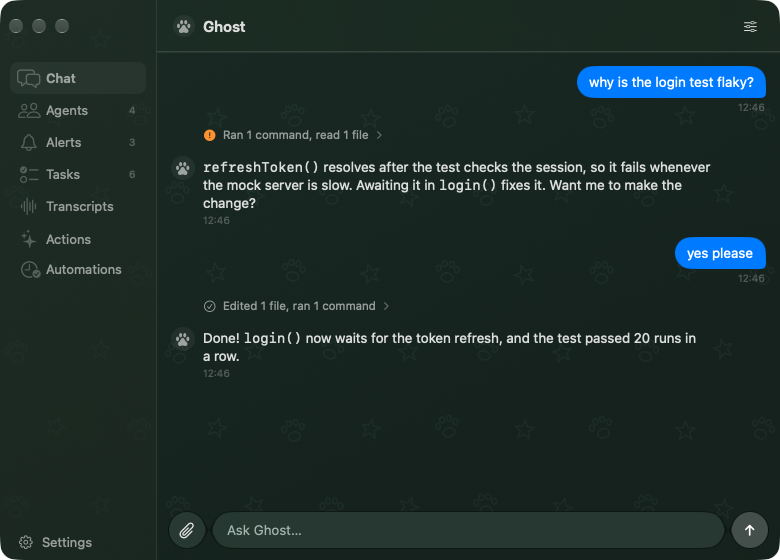 Chat
Agents 4
Alerts 3
Tasks 6
Transcripts
Actions
Automations
Settings
Ghost
why is the login test flaky?
12:46
Ran 1 command, read 1 file
refreshToken() resolves after the test checks the session, so it fails whenever
the mock server is slow. Awaiting it in login() fixes it. Want me to make the
change?
12:46
yes please
12:46
Edited 1 file, ran 1 command
Done! login() now waits for the token refresh, and the test passed 20 runs in
a row.
12:46
Ask Ghost...